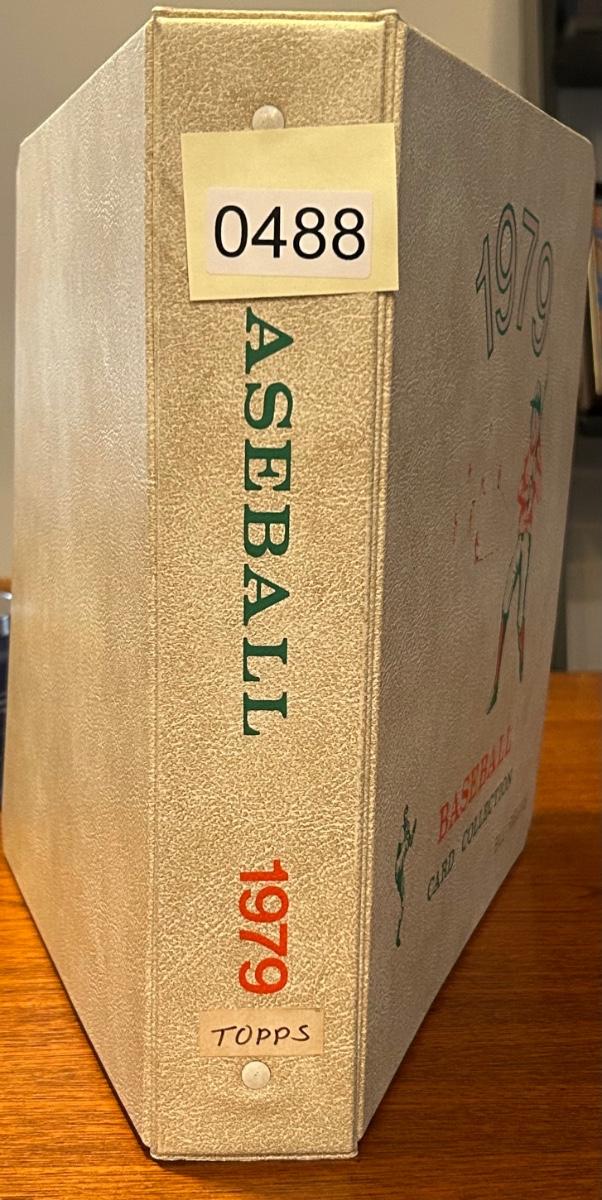 0488
ASEBALL
1979
TOPPS
1979
BASEBALL
CARD COLLECTION